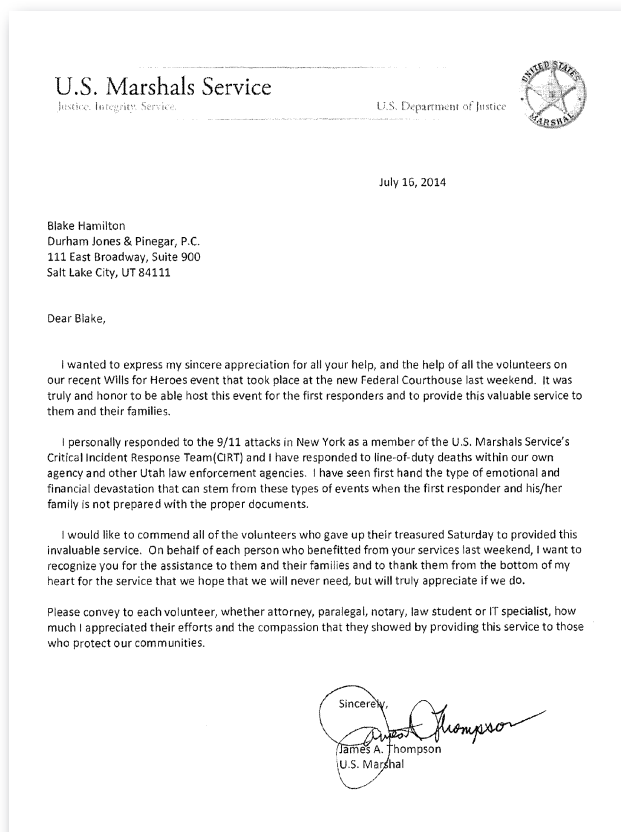 U.S. Marshals Service
Justice. Integrity. Service.
U.S. Department of Justice
UNITED STATES
MARSHAL
July 16, 2014
Blake Hamilton
Durham Jones & Pinegar, P.C.
111 East Broadway, Suite 900
Salt Lake City, UT 84111
Dear Blake,
I wanted to express my sincere appreciation for all your help, and the help of all the volunteers on
our recent Wills for Heroes event that took place at the new Federal Courthouse last weekend.  It was
truly and honor to be able host this event for the first responders and to provide this valuable service to
them and their families.
I personally responded to the 9/11 attacks in New York as a member of the U.S. Marshals Service's
Critical Incident Response Team(CIRT) and I have responded to line-of-duty deaths within our own
agency and other Utah law enforcement agencies.  I have seen first hand the type of emotional and
financial devastation that can stem from these types of events when the first responder and his/her
family is not prepared with the proper documents.
I would like to commend all of the volunteers who gave up their treasured Saturday to provided this
invaluable service.  On behalf of each person who benefitted from your services last weekend, I want to
recognize you for the assistance to them and their families and to thank them from the bottom of my
heart for the service that we hope that we will never need, but will truly appreciate if we do.
Please convey to each volunteer, whether attorney, paralegal, notary, law student or IT specialist, how
much I appreciated their efforts and the compassion that they showed by providing this service to those
who protect our communities.
Sincerely,
Thompson
James A. Thompson
U.S. Marshal